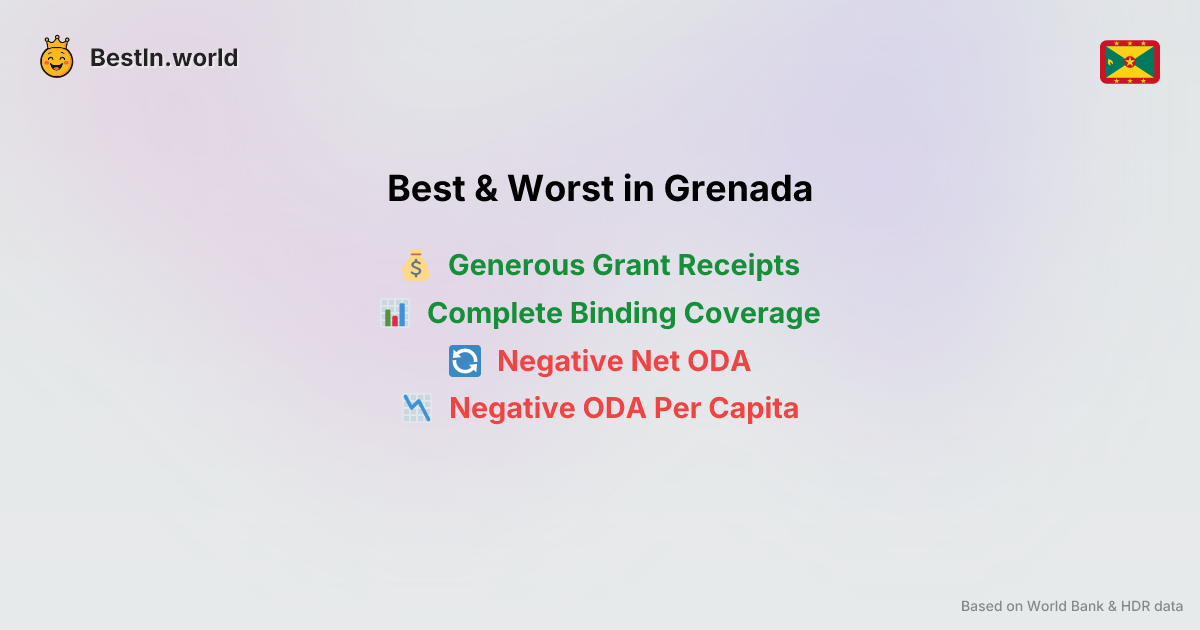 BestIn.world
Best & Worst in Grenada
Generous Grant Receipts
Complete Binding Coverage
Negative Net ODA
Negative ODA Per Capita
Based on World Bank & HDR data